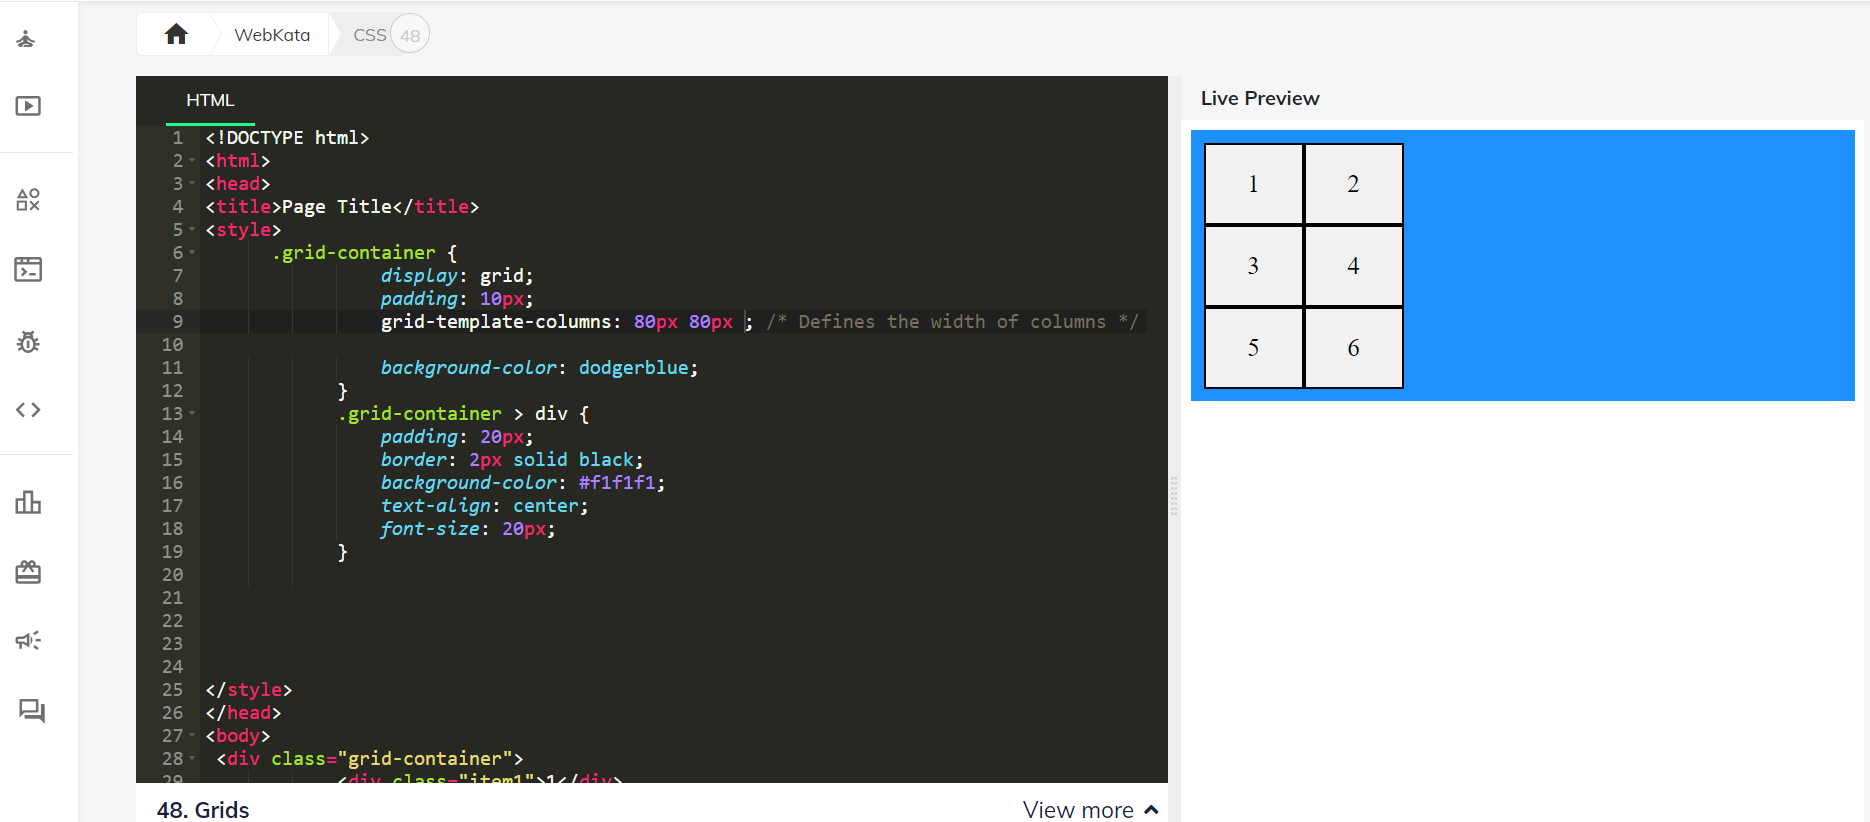 WebKata
CSS 48
HTML
1 <!DOCTYPE html>
2 <html>
3 <head>
4 <title>Page Title</title>
5 <style>
6 .grid-container {
7 display: grid;
8 padding: 10px;
9 grid-template-columns: 80px 80px ; /* Defines the width of columns */
10
11 background-color: dodgerblue;
12 }
13 .grid-container > div {
14 padding: 20px;
15 border: 2px solid black;
16 background-color: #f1f1f1;
17 text-align: center;
18 font-size: 20px;
19 }
20
21
22
23
24
25 </style>
26 </head>
27 <body>
28 <div class="grid-container">
29 <div class="item1">1</div>
48. Grids
View more
Live Preview
1 2
3 4
5 6